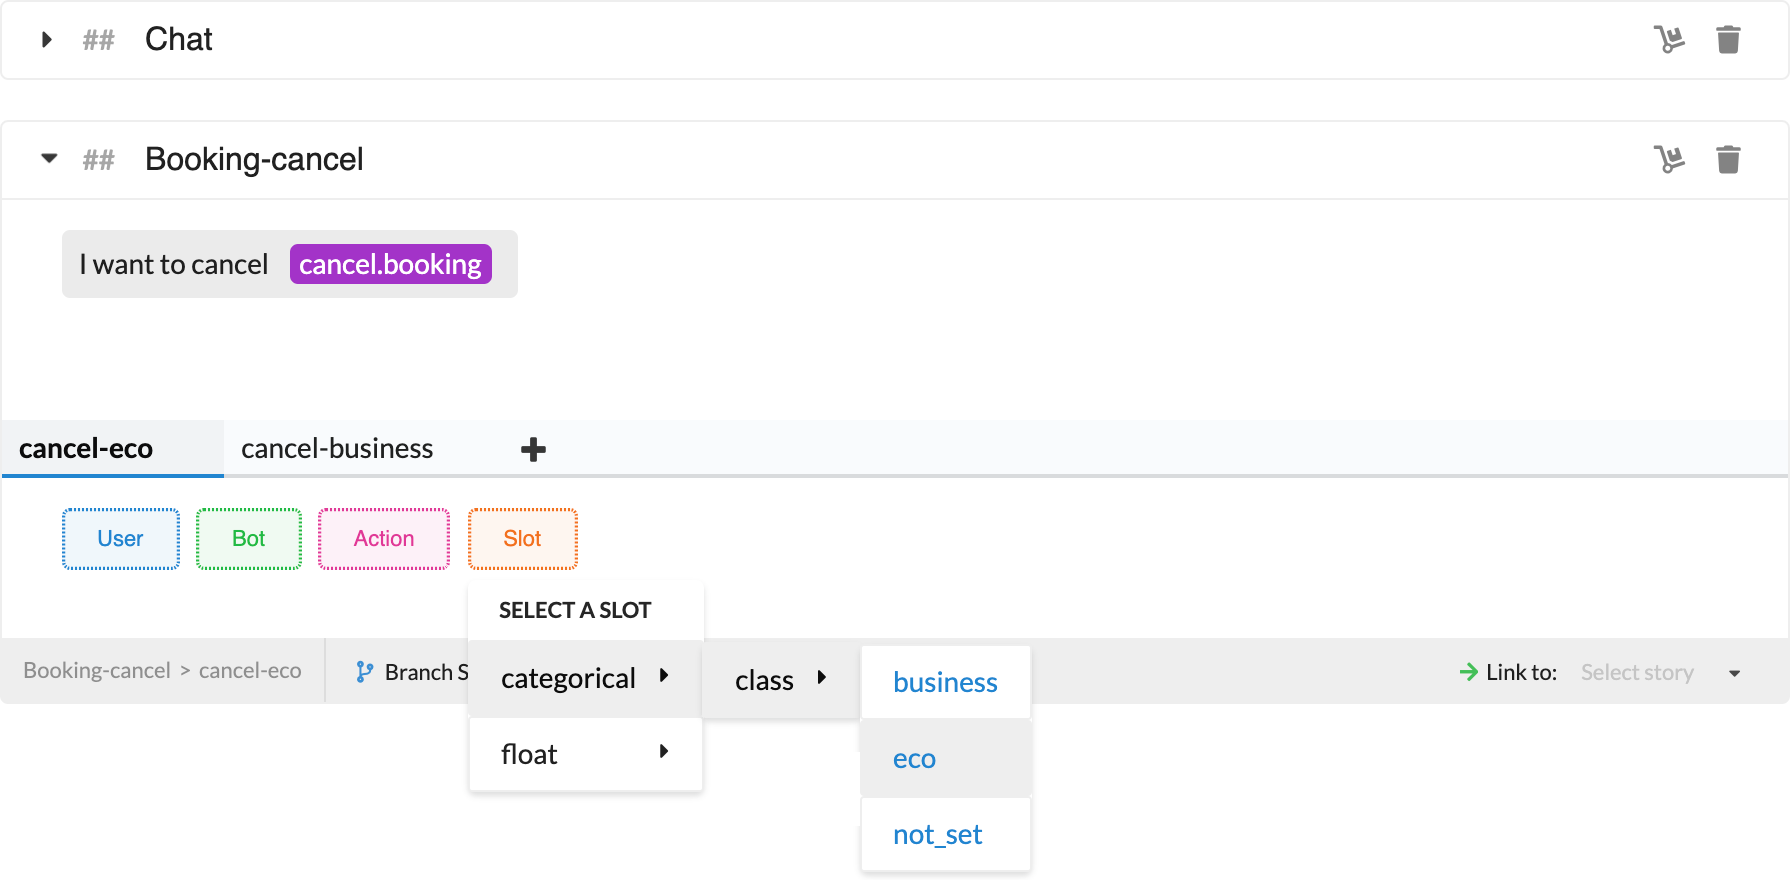 ## Chat
## Booking-cancel
I want to cancel cancel.booking
cancel-eco cancel-business
User Bot Action Slot
SELECT A SLOT
Booking-cancel > cancel-eco Branch S Link to: Select story
categorical class business
eco
float
not_set